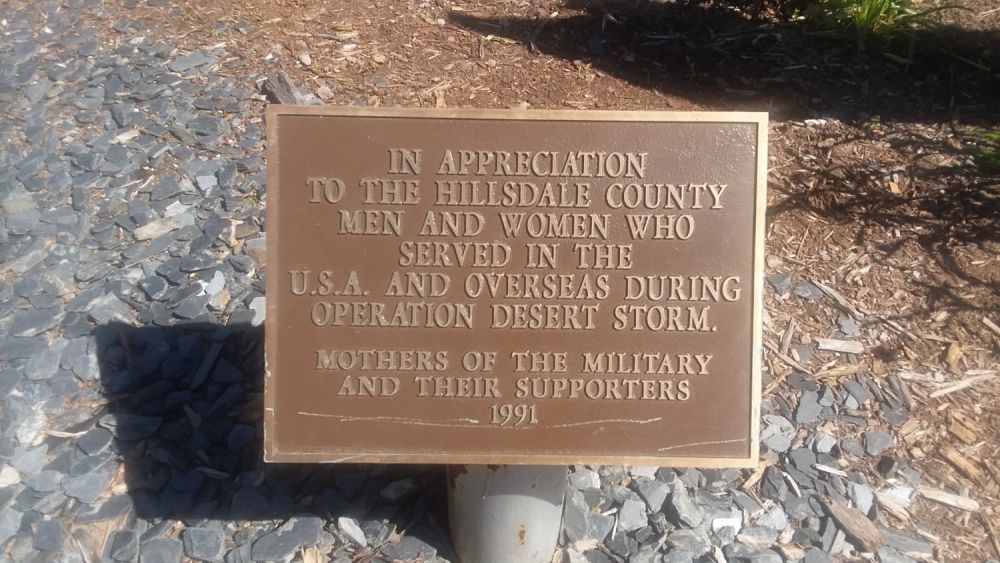 IN APPRECIATION
TO THE HILLSDALE COUNTY
MEN AND WOMEN WHO
SERVED IN THE
U.S.A. AND OVERSEAS DURING
OPERATION DESERT STORM.
MOTHERS OF THE MILITARY
AND THEIR SUPPORTERS
1991